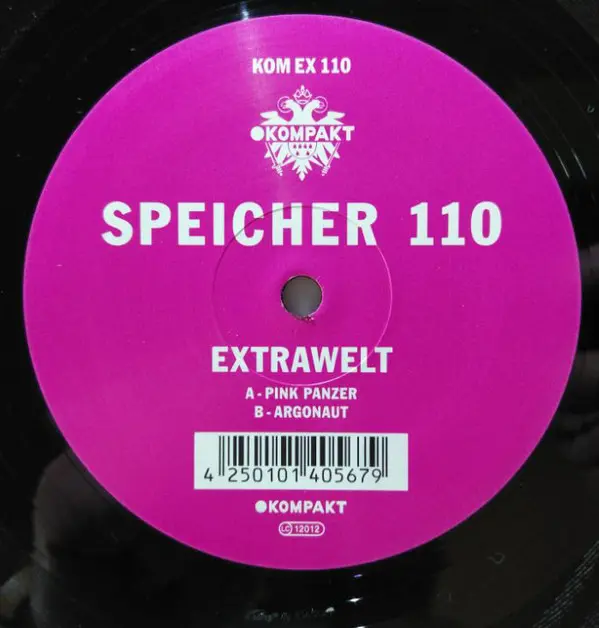 KOM EX 110
KOMPAKT
SPEICHER 110
EXTRAWELT
A - PINK PANZER
B - ARGONAUT
4 250101 405679
KOMPAKT
LC 12012